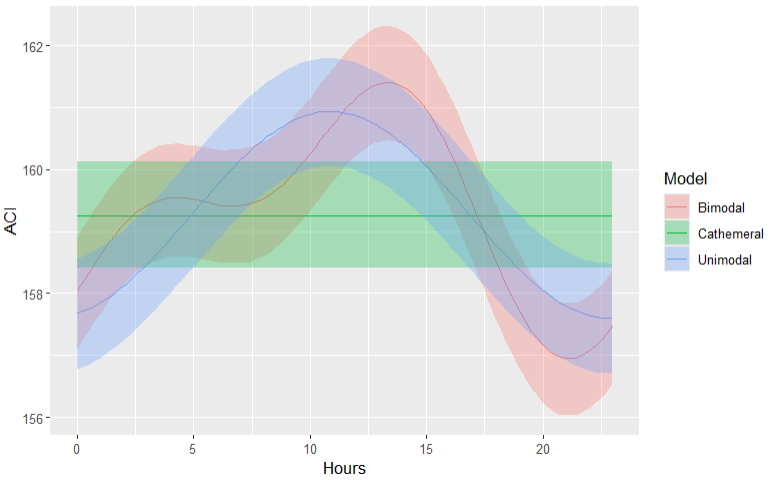 162
160
158
156
ACI
0 5 10 15 20
Hours
Model
Bimodal
Cathemeral
Unimodal